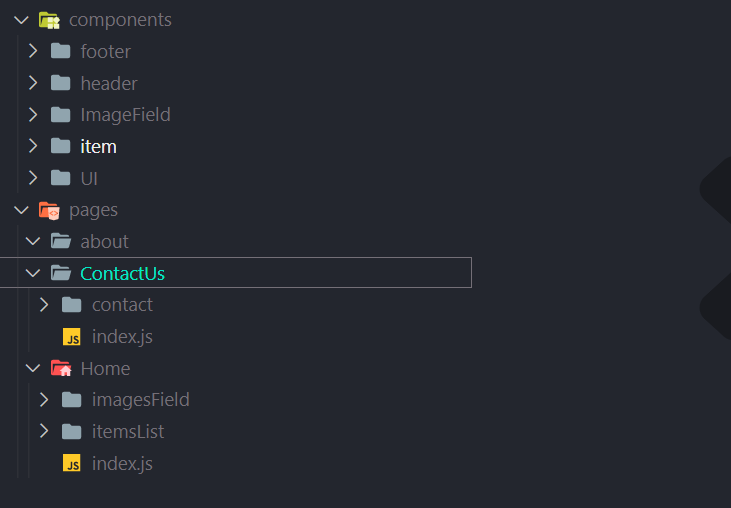 components
footer
header
ImageField
item
UI
pages
about
ContactUs
contact
JS index.js
Home
imagesField
itemsList
JS index.js